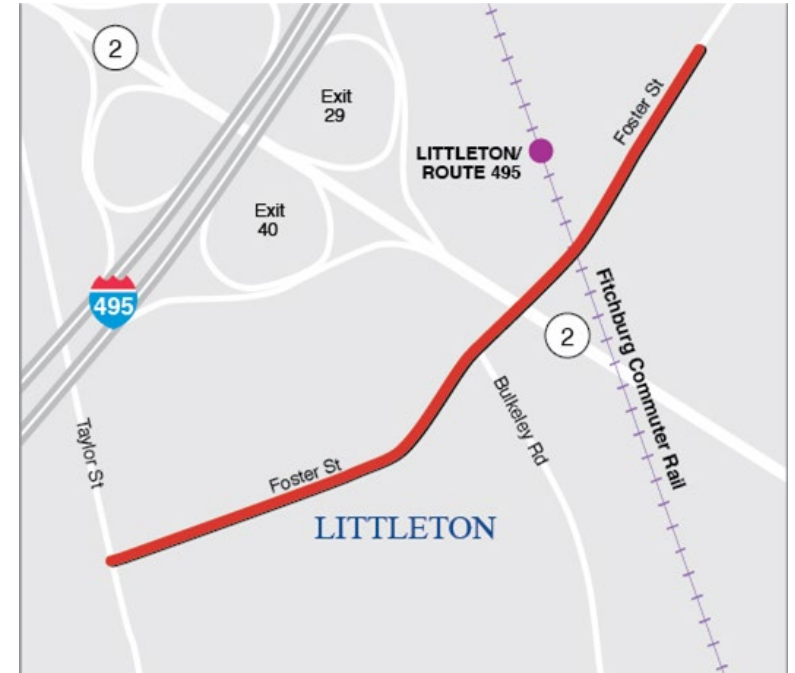 2
Exit
29
Foster St
LITTLETON/
ROUTE 495
Exit
40
495
Fitchburg Commuter Rail
2
Bulkeley Rd
Taylor St
Foster St
LITTLETON